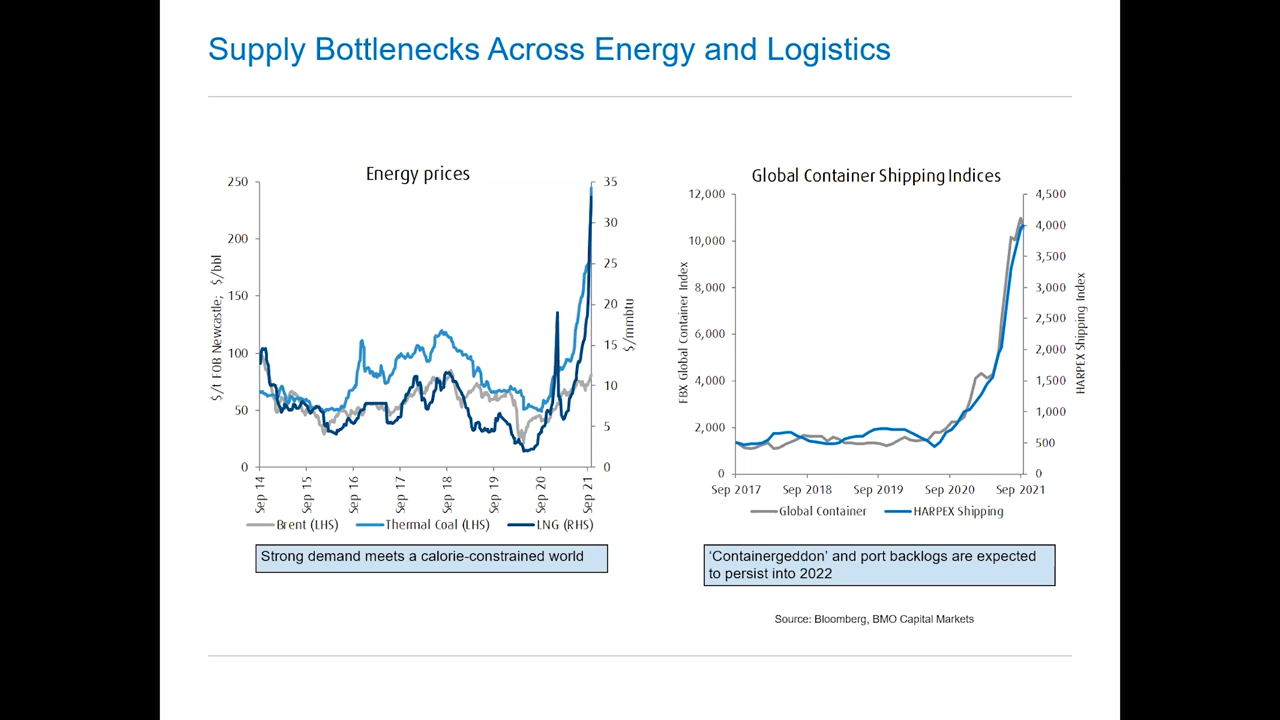 Supply Bottlenecks Across Energy and Logistics
Energy prices
250
200
150
100
50
0
$/t FOB Newcastle; $/bbl
35
30
25
20
15
10
5
0
$/mmbtu
Sep 14
Sep 15
Sep 16
Sep 17
Sep 18
Sep 19
Sep 20
Sep 21
Brent (LHS)
Thermal Coal (LHS)
LNG (RHS)
Strong demand meets a calorie-constrained world
Global Container Shipping Indices
12,000
10,000
8,000
6,000
4,000
2,000
0
FBX Global Container Index
4,500
4,000
3,500
3,000
2,500
2,000
1,500
1,000
500
0
HARPEX Shipping Index
Sep 2017
Sep 2018
Sep 2019
Sep 2020
Sep 2021
Global Container
HARPEX Shipping
‘Containergeddon’ and port backlogs are expected
to persist into 2022
Source: Bloomberg, BMO Capital Markets